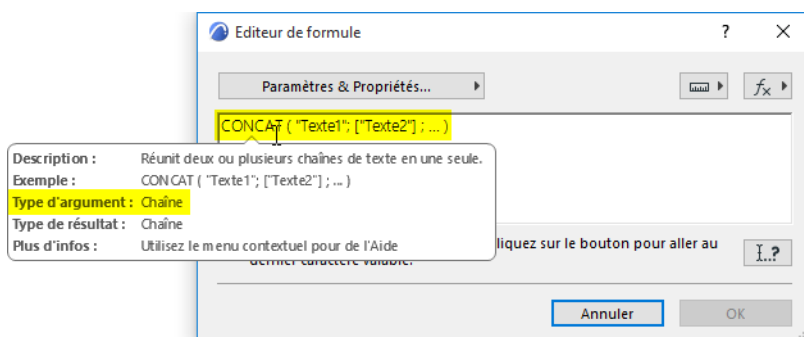 Editeur de formule
?
Paramètres & Propriétés...
fx
CONCAT ( "Texte1"; ["Texte2"] ; ... )
Description : Réunit deux ou plusieurs chaînes de texte en une seule.
Exemple : CONCAT ( "Texte1"; ["Texte2"] ; ... )
Type d'argument : Chaîne
Type de résultat : Chaîne
Plus d'infos : Utilisez le menu contextuel pour de l'Aide
liquez sur le bouton pour aller au
dernier caractère valable.
I..?
Annuler
OK